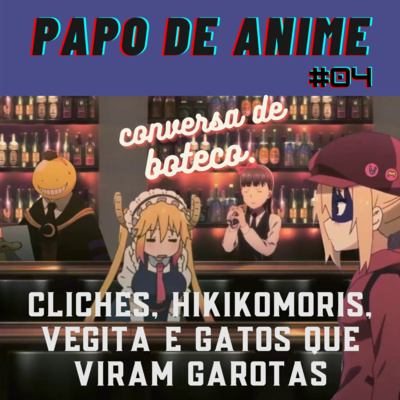 PAPO DE ANIME
#04
conversa de
boteco.
CLICHES, HIKIKOMORIS,
VEGITA E GATOS QUE
VIRAM GAROTAS